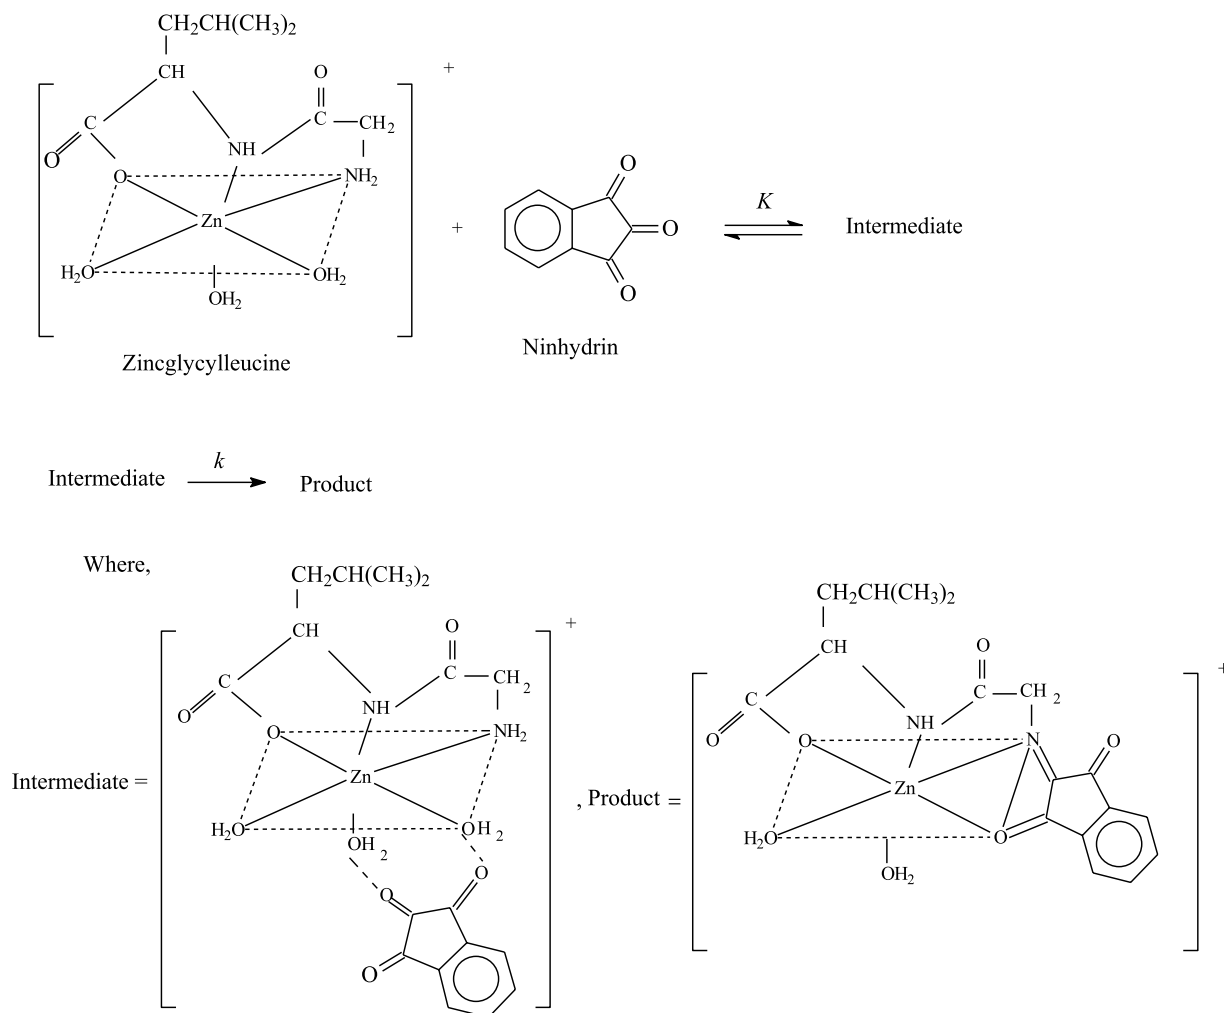 CH2CH(CH3)2
CH
O
+
C
C
CH2
O
NH
O
NH2
Zn
H2O
OH2
OH2
Zincglycylleucine
+
O
O
O
Ninhydrin
K
Intermediate
Intermediate
k
Product
Where,
CH2CH(CH3)2
CH
O
+
C
C
CH2
O
NH
O
NH2
Zn
Intermediate =
H2O
OH2
OH2
O
O
O
, Product =
CH2CH(CH3)2
CH
O
+
C
C
CH2
O
NH
O
N
O
Zn
H2O
O
OH2